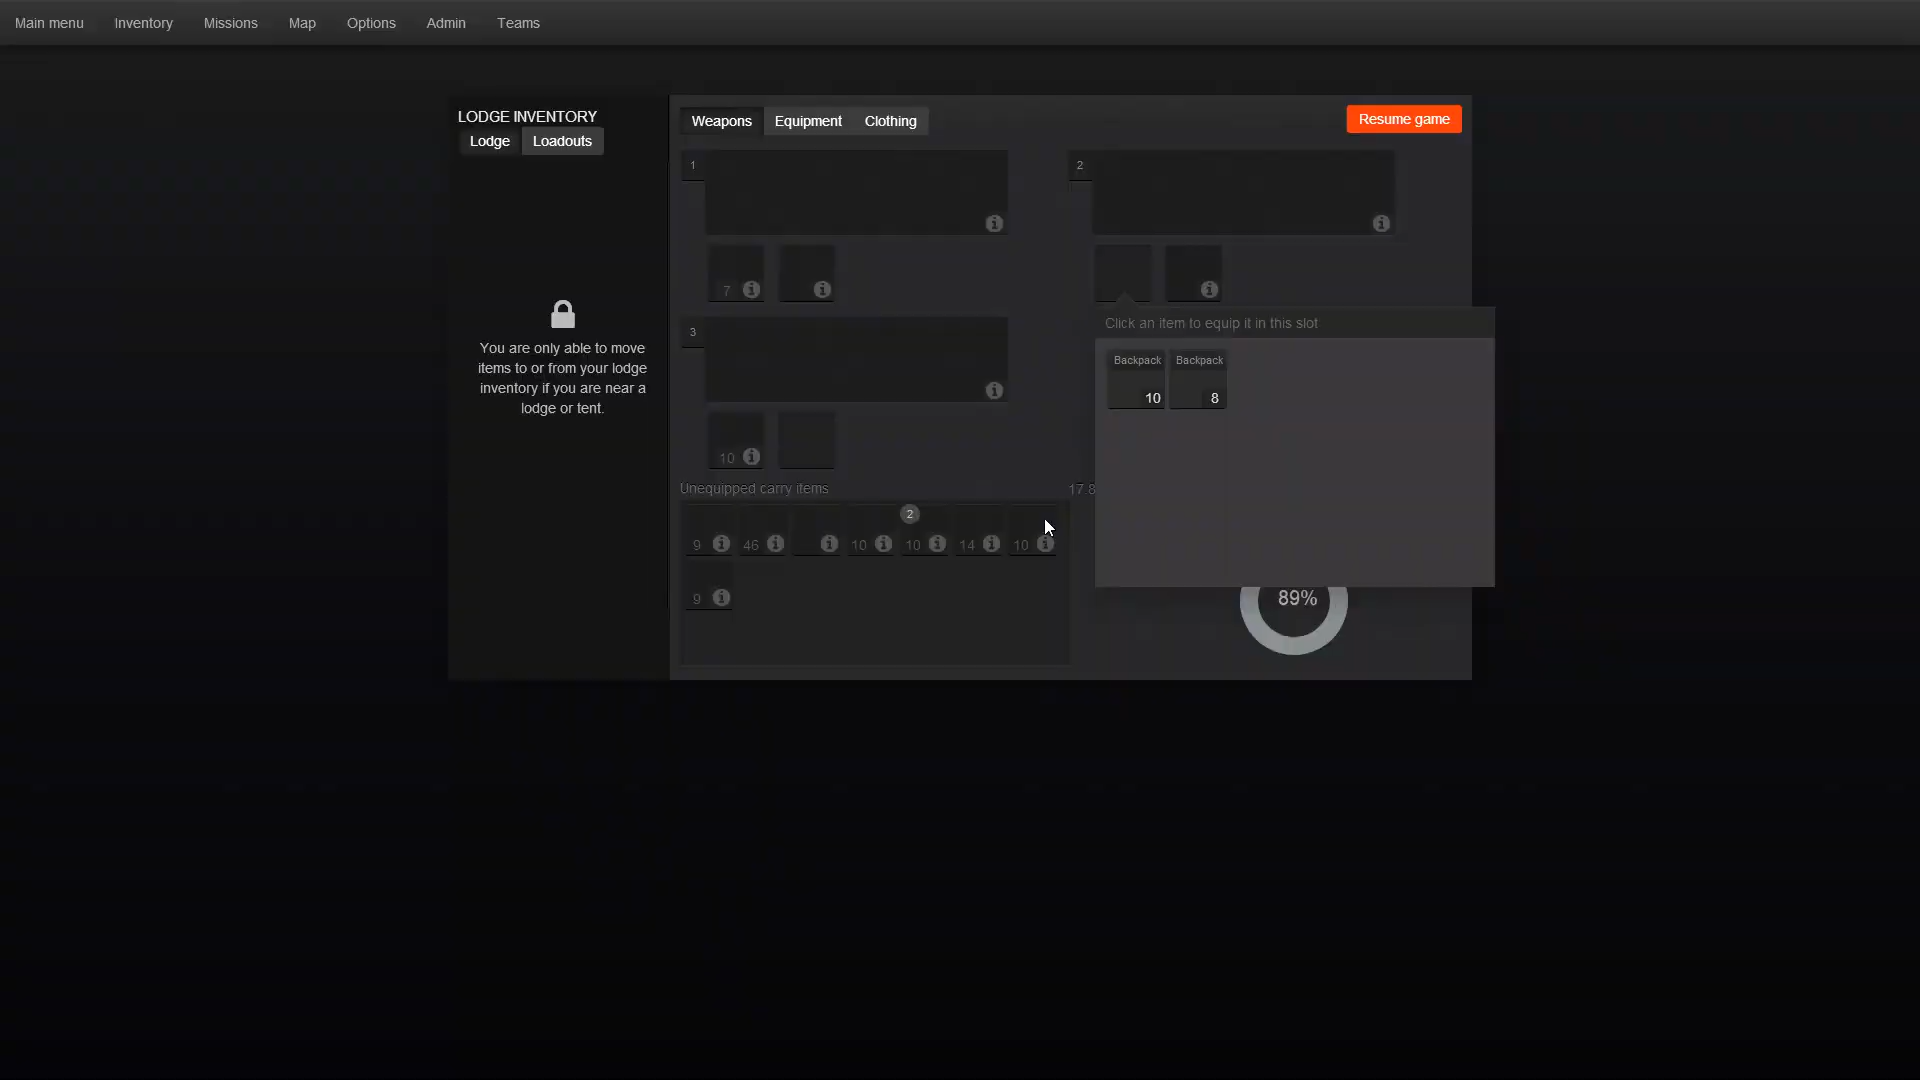 Main menu Inventory Missions Map Options Admin Teams
LODGE INVENTORY
Lodge Loadouts
You are only able to move
items to or from your lodge
inventory if you are near a
lodge or tent.
Weapons Equipment Clothing
Resume game
1
2
7
3
10
Click an item to equip it in this slot
Backpack Backpack
10 8
Unequipped carry items
17 8
2
9 46 10 10 14 10
9
89%